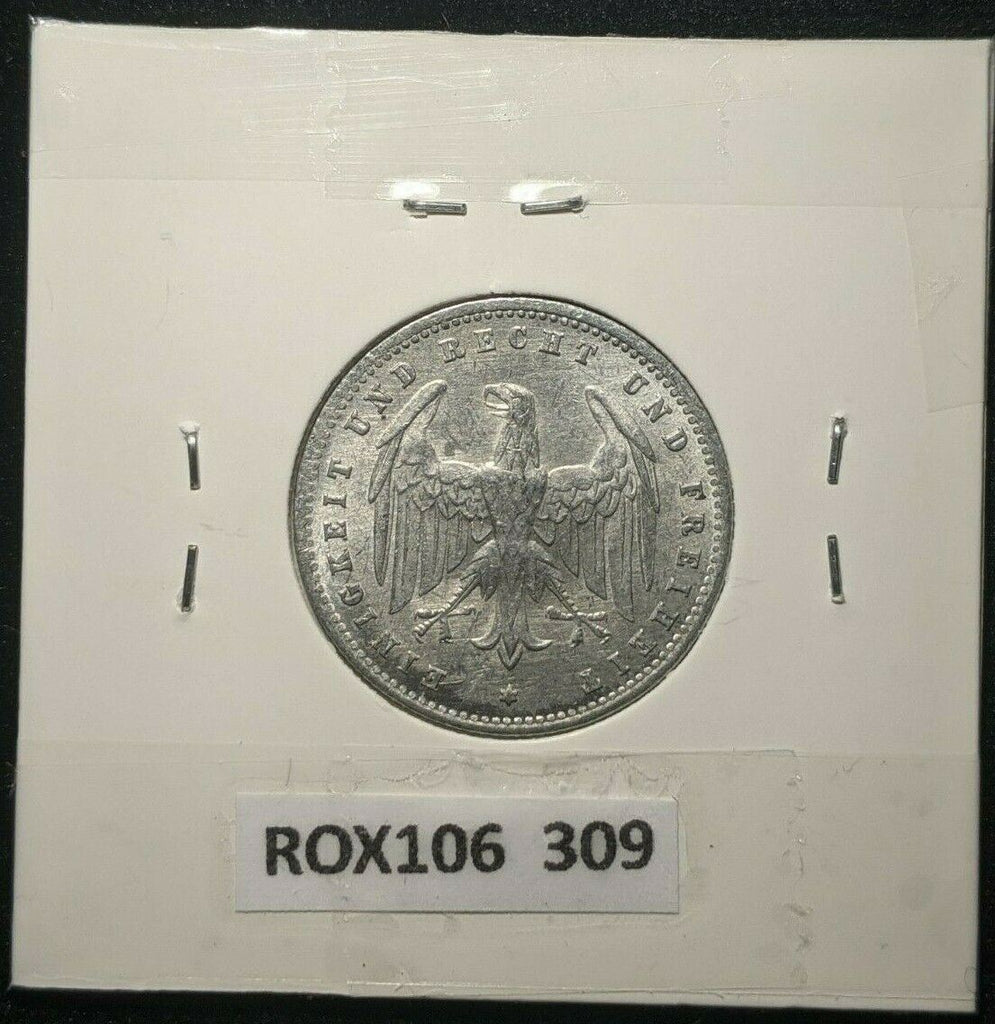 EINIGKEIT UND RECHT UND FREIHEIT
ROX106 309